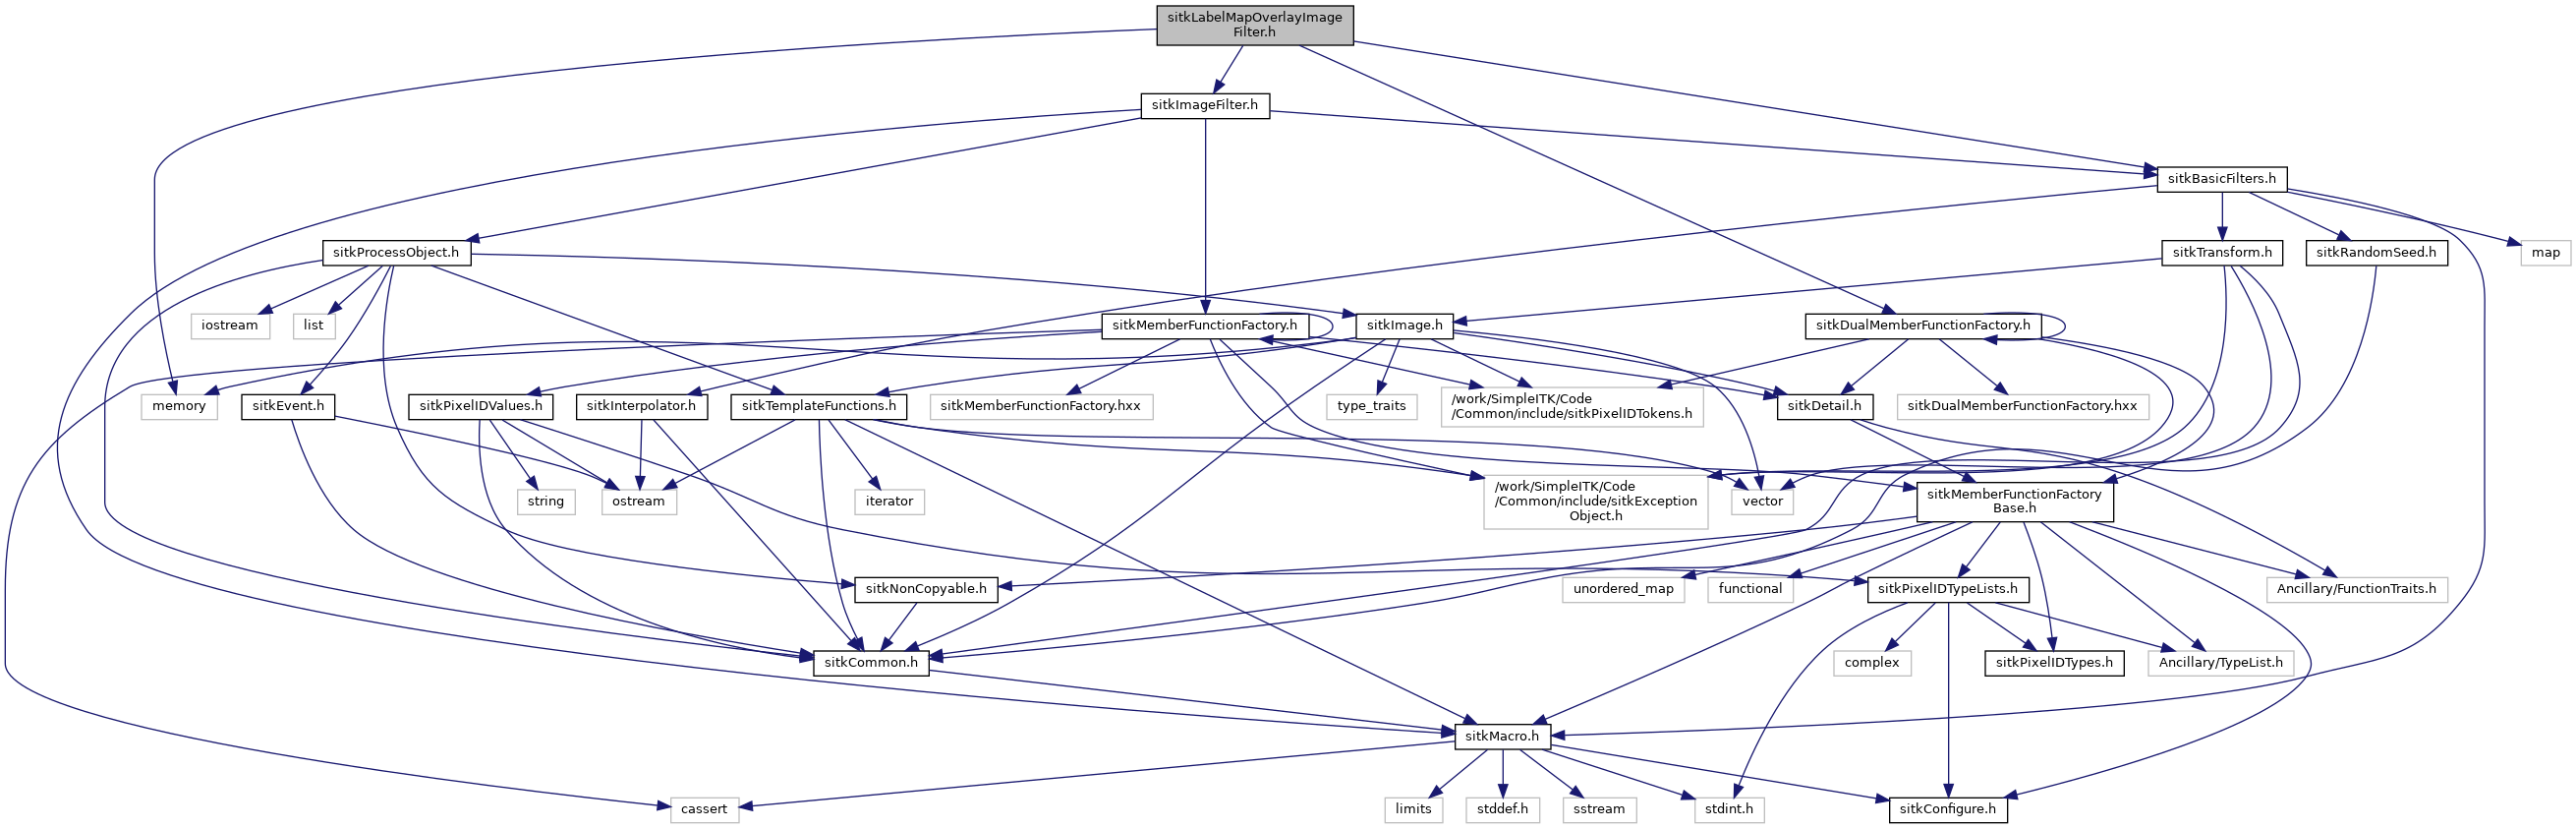 sitkLabelMapOverlayImage
Filter.h
sitkImageFilter.h
sitkBasicFilters.h
sitkProcessObject.h
sitkTransform.h
sitkRandomSeed.h
map
iostream
list
sitkMemberFunctionFactory.h
sitkImage.h
sitkDualMemberFunctionFactory.h
memory
sitkEvent.h
sitkPixelIDValues.h
sitkInterpolator.h
sitkTemplateFunctions.h
sitkMemberFunctionFactory.hxx
type_traits
/work/SimpleITK/Code
/Common/include/sitkPixelIDTokens.h
sitkDetail.h
sitkDualMemberFunctionFactory.hxx
string
ostream
iterator
/work/SimpleITK/Code
/Common/include/sitkException
Object.h
vector
sitkMemberFunctionFactory
Base.h
sitkNonCopyable.h
unordered_map
functional
sitkPixelIDTypeLists.h
Ancillary/FunctionTraits.h
sitkCommon.h
complex
sitkPixelIDTypes.h
Ancillary/TypeList.h
sitkMacro.h
cassert
limits
stddef.h
sstream
stdint.h
sitkConfigure.h